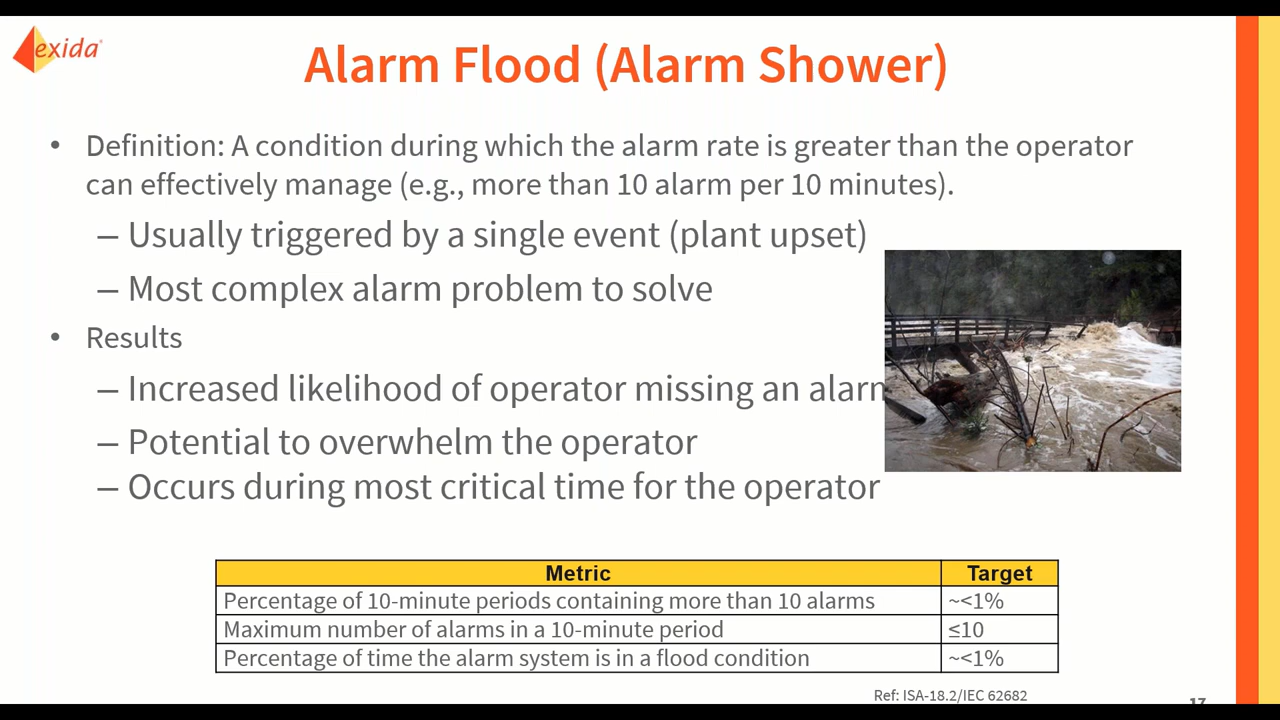 exida
Alarm Flood (Alarm Shower)
• Definition: A condition during which the alarm rate is greater than the operator
can effectively manage (e.g., more than 10 alarm per 10 minutes).
– Usually triggered by a single event (plant upset)
– Most complex alarm problem to solve
• Results
– Increased likelihood of operator missing an alarm
– Potential to overwhelm the operator
– Occurs during most critical time for the operator
Metric Target
Percentage of 10-minute periods containing more than 10 alarms ~<1%
Maximum number of alarms in a 10-minute period ≤10
Percentage of time the alarm system is in a flood condition ~<1%
Ref: ISA-18.2/IEC 62682
17